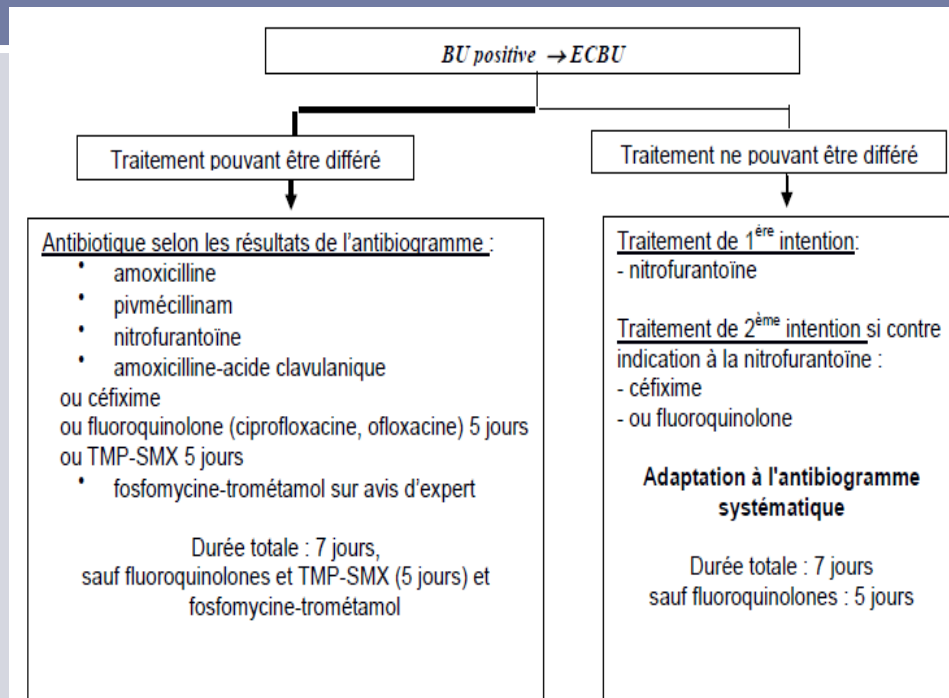 BU positive → ECBU
Traitement pouvant être différé
Antibiotique selon les résultats de l'antibiogramme :
• amoxicilline
• pivmécillinam
• nitrofurantoïne
• amoxicilline-acide clavulanique
ou céfixime
ou fluoroquinolone (ciprofloxacine, ofloxacine) 5 jours
ou TMP-SMX 5 jours
• fosfomycine-trométamol sur avis d'expert
Durée totale : 7 jours,
sauf fluoroquinolones et TMP-SMX (5 jours) et
fosfomycine-trométamol
Traitement ne pouvant être différé
Traitement de 1ère intention:
- nitrofurantoïne
Traitement de 2ème intention si contre
indication à la nitrofurantoïne :
- céfixime
- ou fluoroquinolone
Adaptation à l'antibiogramme
systématique
Durée totale : 7 jours
sauf fluoroquinolones : 5 jours